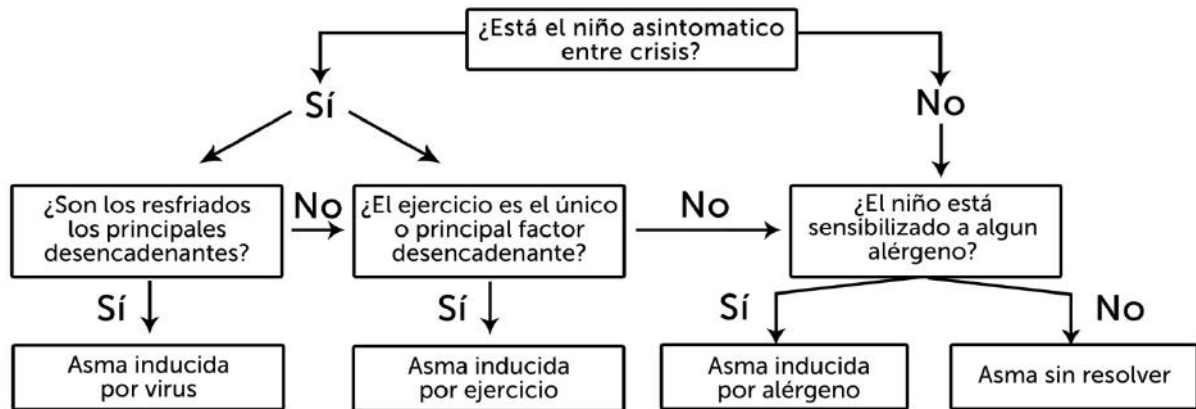 ¿Está el niño asintomatico
entre crisis?
Sí
No
¿Son los resfriados
los principales
desencadenantes?
No
¿El ejercicio es el único
o principal factor
desencadenante?
No
¿El niño está
sensibilizado a algun
alérgeno?
Sí
Sí
Sí
No
Asma inducida
por virus
Asma inducida
por ejercicio
Asma inducida
por alérgeno
Asma sin resolver